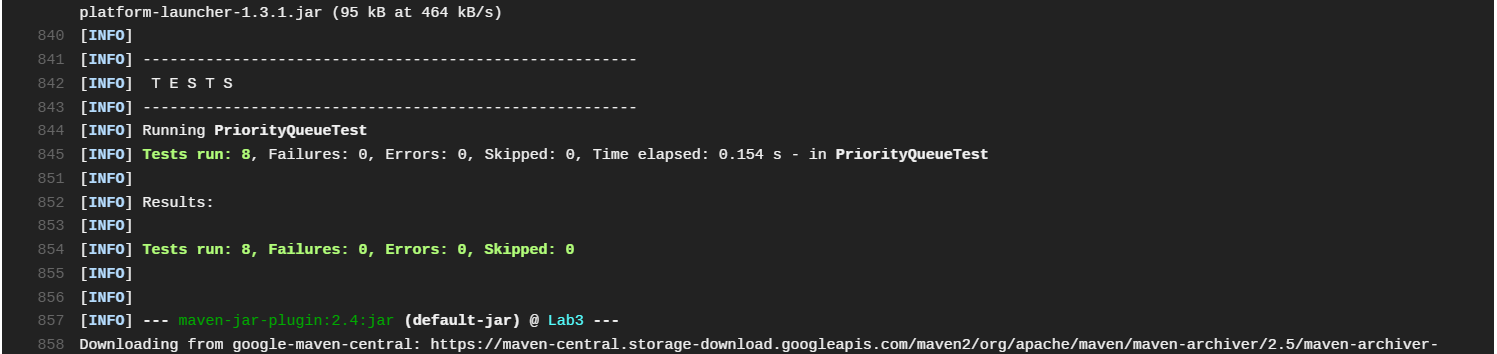 platform-launcher-1.3.1.jar (95 kB at 464 kB/s)
840 [INFO]
841 [INFO] -------------------------------------------------------
842 [INFO]  T E S T S
843 [INFO] -------------------------------------------------------
844 [INFO] Running PriorityQueueTest
845 [INFO] Tests run: 8, Failures: 0, Errors: 0, Skipped: 0, Time elapsed: 0.154 s - in PriorityQueueTest
851 [INFO]
852 [INFO] Results:
853 [INFO]
854 [INFO] Tests run: 8, Failures: 0, Errors: 0, Skipped: 0
855 [INFO]
856 [INFO]
857 [INFO] --- maven-jar-plugin:2.4:jar (default-jar) @ Lab3 ---
858 Downloading from google-maven-central: https://maven-central.storage-download.googleapis.com/maven2/org/apache/maven/maven-archiver/2.5/maven-archiver-